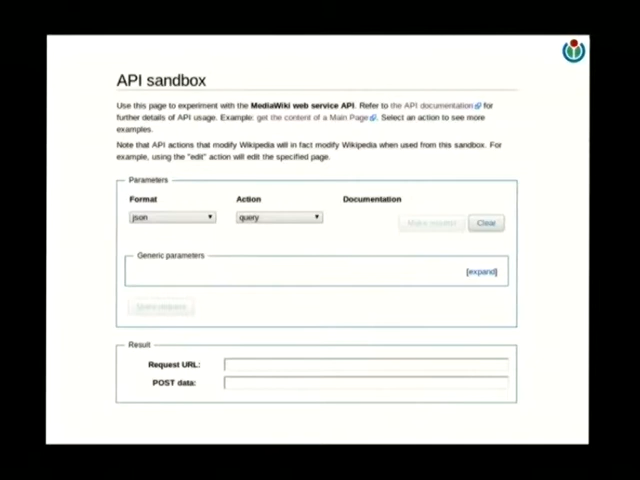 API sandbox
Use this page to experiment with the MediaWiki web service API. Refer to the API documentation for
further details of API usage. Example: get the content of a Main Page. Select an action to see more
examples.
Note that API actions that modify Wikipedia will in fact modify Wikipedia when used from this sandbox. For
example, using the "edit" action will edit the specified page.
Parameters
Format Action Documentation
json query
Make request Clear
Generic parameters
[expand]
Make request
Result
Request URL:
POST data: